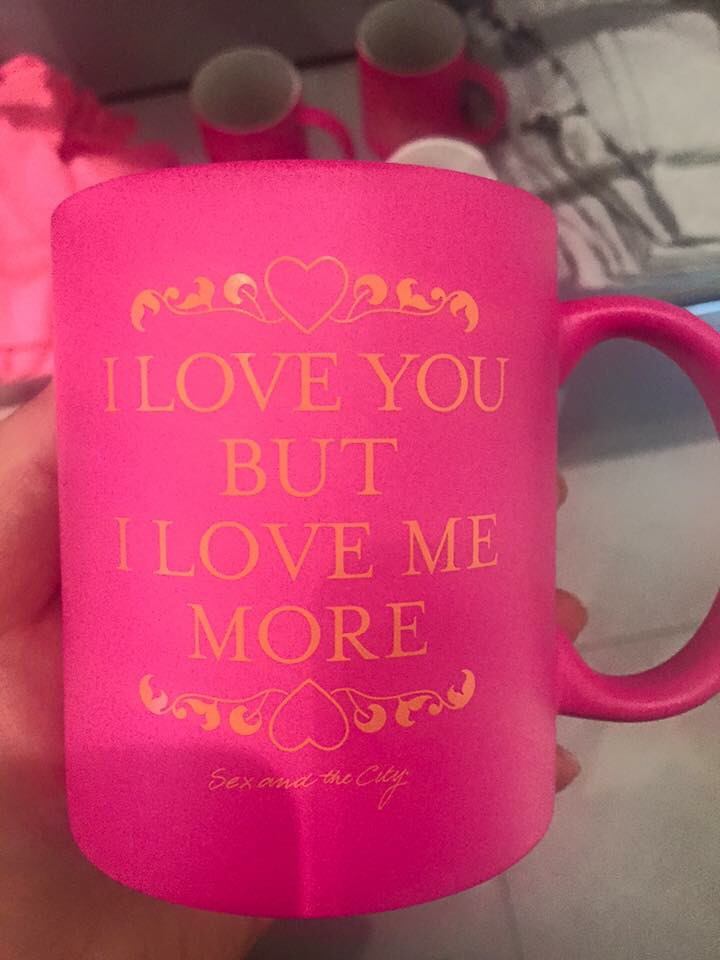 I LOVE YOU
BUT
I LOVE ME
MORE
Sex and the City